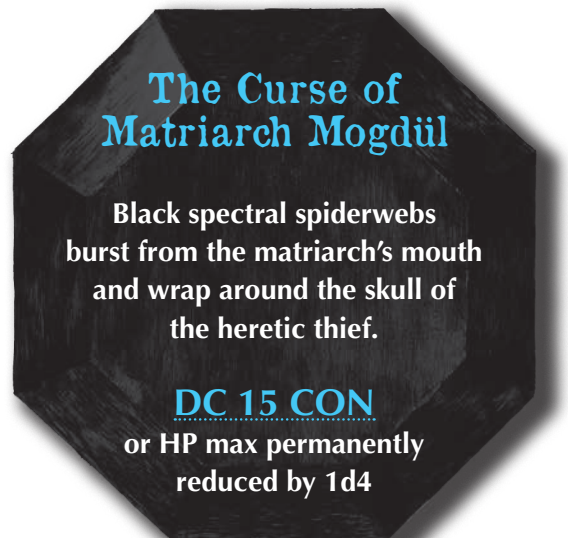 The Curse of
Matriarch Mogdül
Black spectral spiderwebs
burst from the matriarch’s mouth
and wrap around the skull of
the heretic thief.
DC 15 CON
or HP max permanently
reduced by 1d4